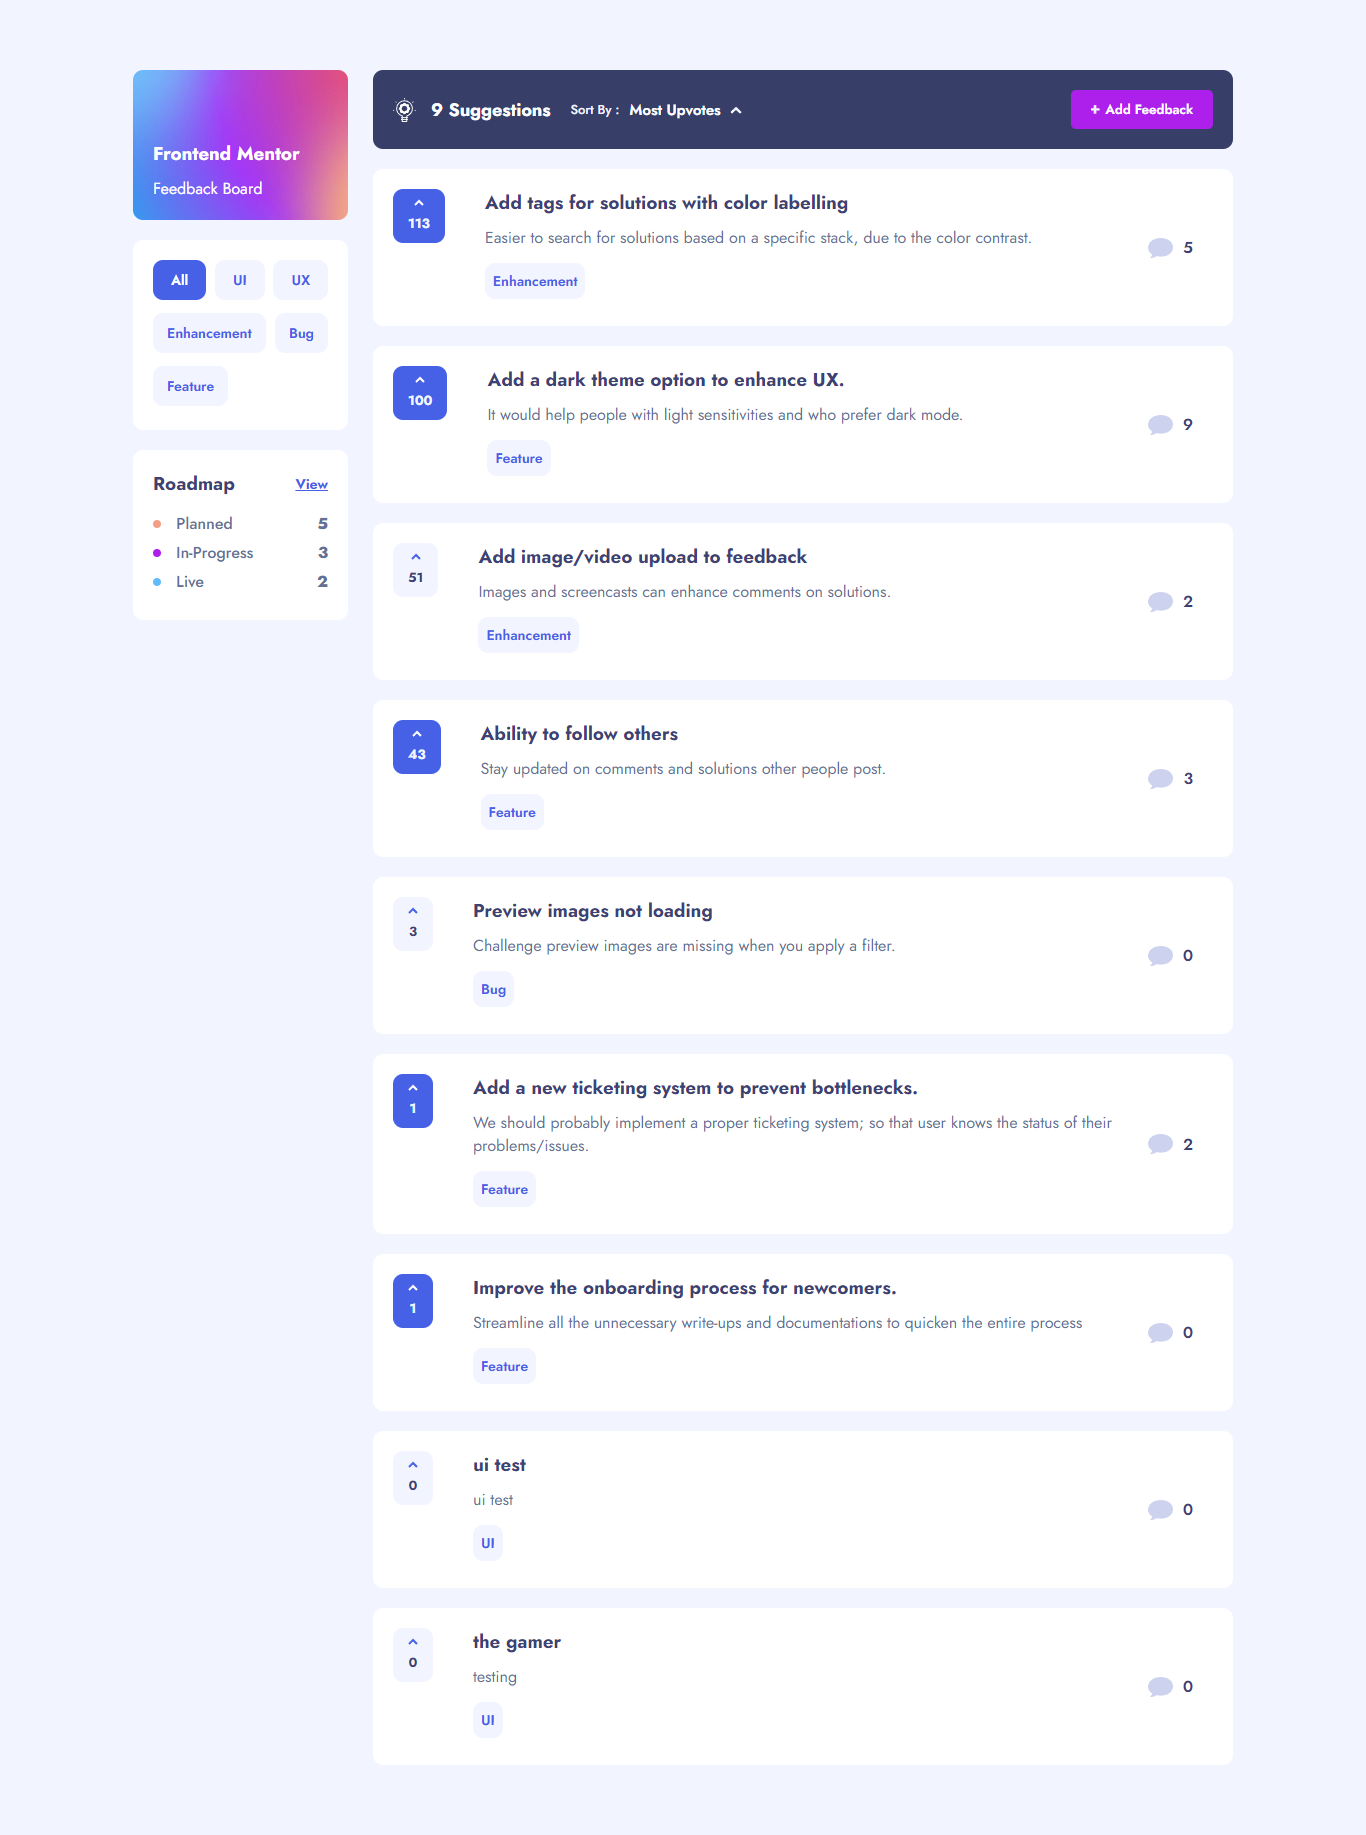 Frontend Mentor
Feedback Board
All
UI
UX
Enhancement
Bug
Feature
Roadmap
View
Planned
5
In-Progress
3
Live
2
9 Suggestions
Sort By :
Most Upvotes
+ Add Feedback
113
Add tags for solutions with color labelling
Easier to search for solutions based on a specific stack, due to the color contrast.
Enhancement
5
100
Add a dark theme option to enhance UX.
It would help people with light sensitivities and who prefer dark mode.
Feature
9
51
Add image/video upload to feedback
Images and screencasts can enhance comments on solutions.
Enhancement
2
43
Ability to follow others
Stay updated on comments and solutions other people post.
Feature
3
3
Preview images not loading
Challenge preview images are missing when you apply a filter.
Bug
0
1
Add a new ticketing system to prevent bottlenecks.
We should probably implement a proper ticketing system; so that user knows the status of their
problems/issues.
Feature
2
1
Improve the onboarding process for newcomers.
Streamline all the unnecessary write-ups and documentations to quicken the entire process
Feature
0
0
ui test
ui test
UI
0
0
the gamer
testing
UI
0